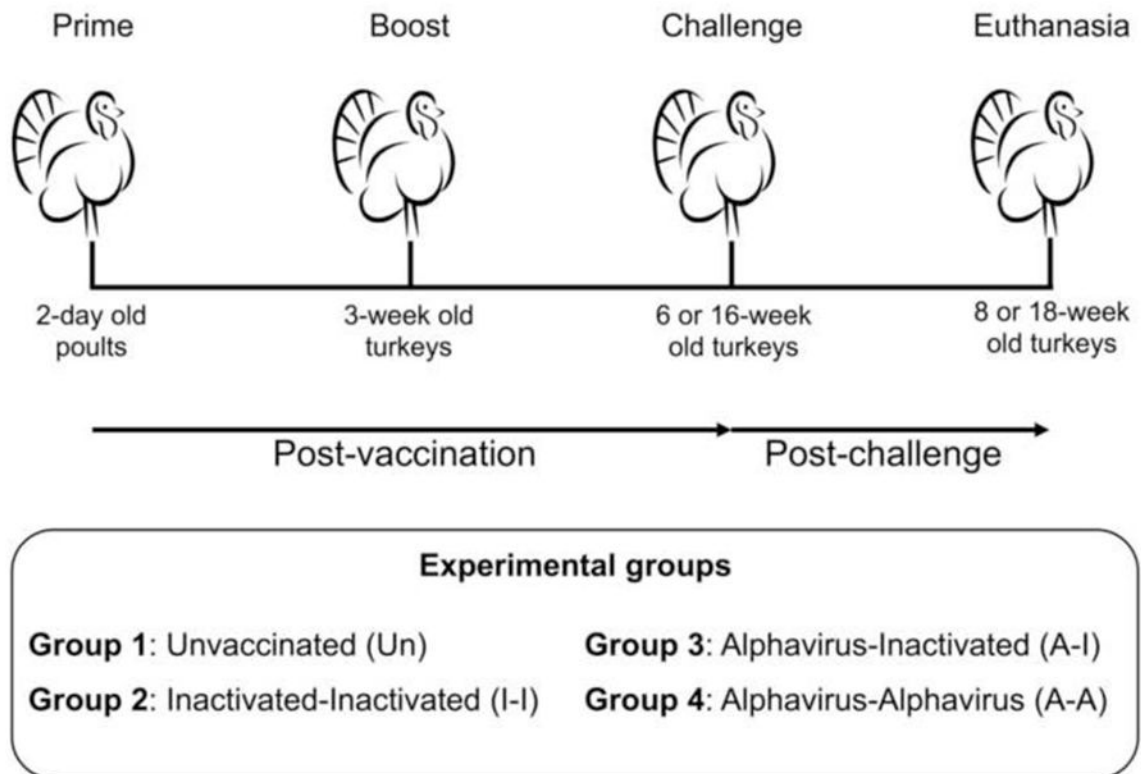 Prime Boost Challenge Euthanasia
2-day old 3-week old 6 or 16-week 8 or 18-week
poults turkeys old turkeys old turkeys
Post-vaccination Post-challenge
Experimental groups
Group 1: Unvaccinated (Un) Group 3: Alphavirus-Inactivated (A-I)
Group 2: Inactivated-Inactivated (I-I) Group 4: Alphavirus-Alphavirus (A-A)